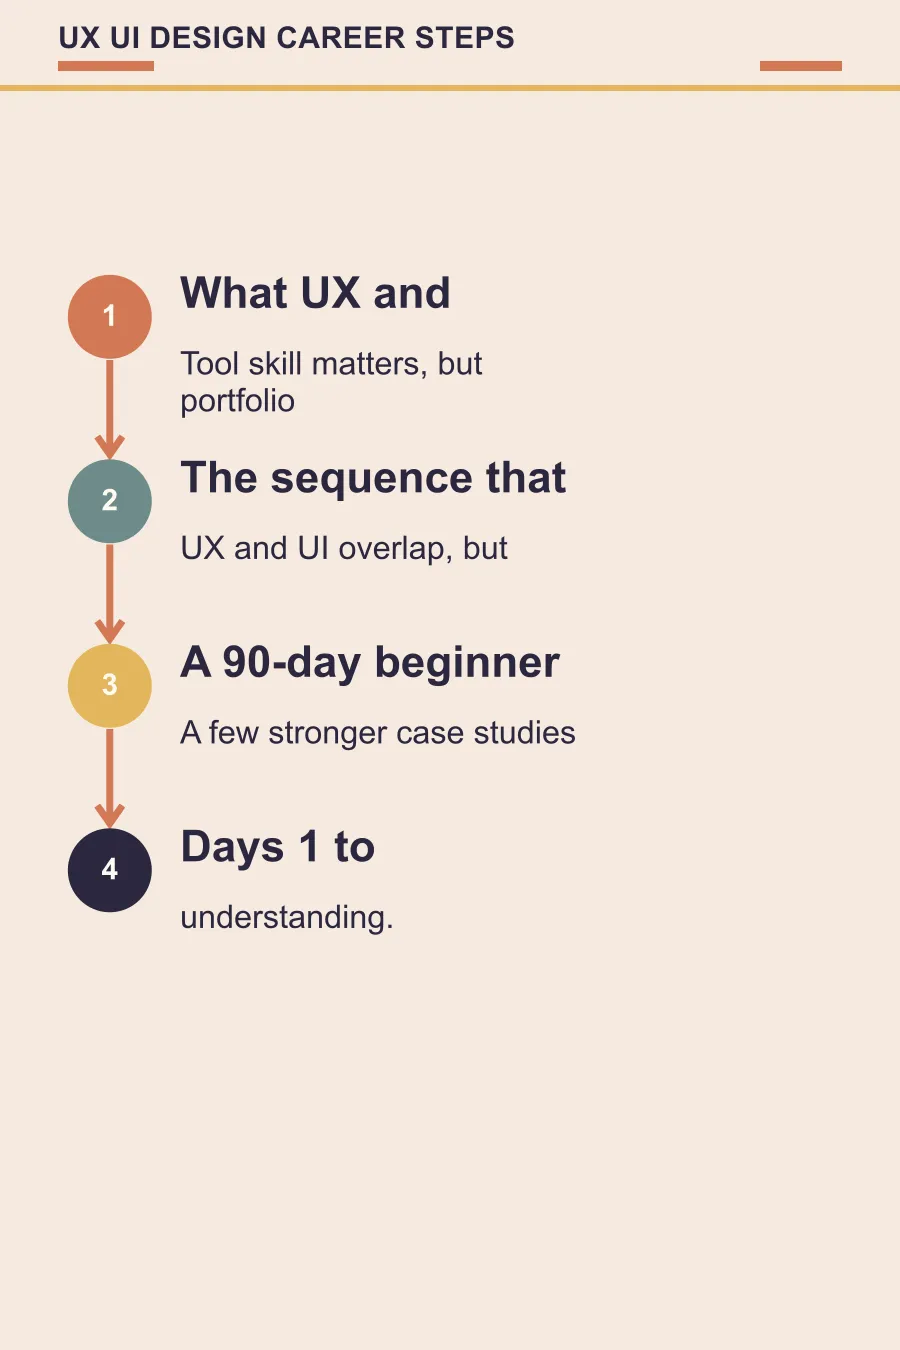 UX UI DESIGN CAREER STEPS
1
What UX and
Tool skill matters, but
portfolio
2
The sequence that
UX and UI overlap, but
3
A 90-day beginner
A few stronger case studies
4
Days 1 to
understanding.